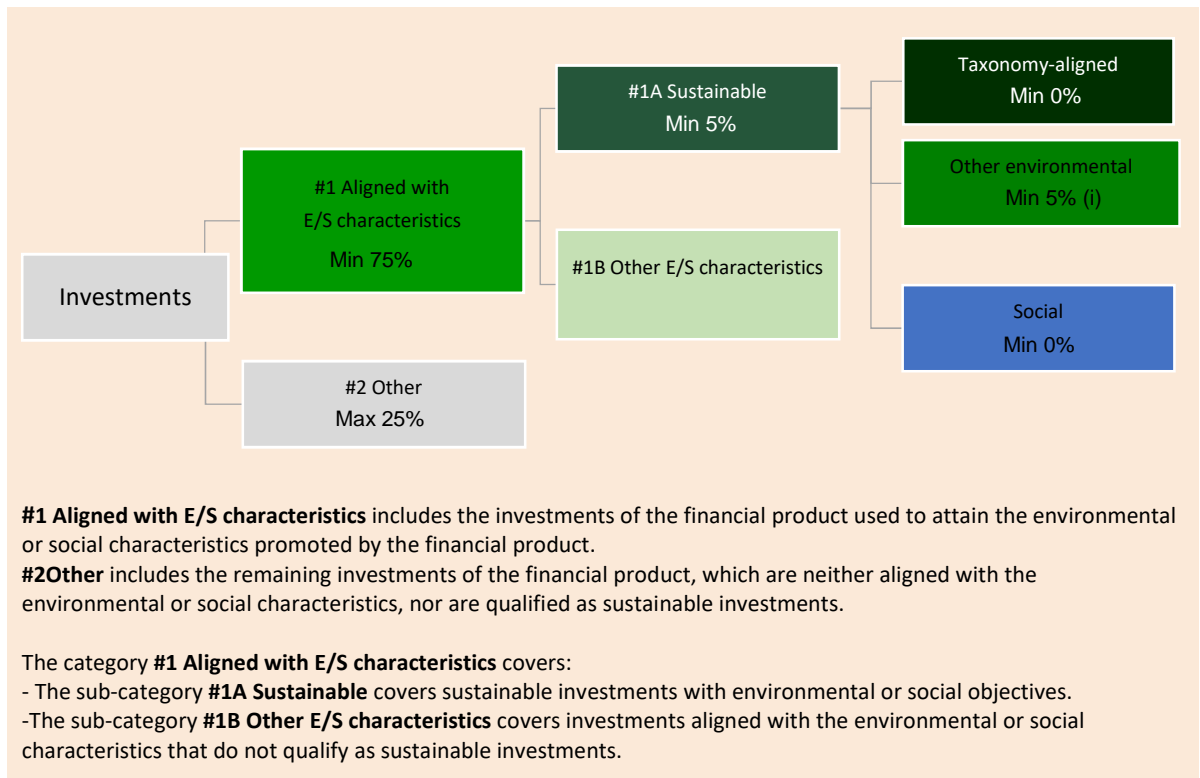 Investments
#1 Aligned with
E/S characteristics
Min 75%
#2 Other
Max 25%
#1A Sustainable
Min 5%
#1B Other E/S characteristics
Taxonomy-aligned
Min 0%
Other environmental
Min 5% (i)
Social
Min 0%
#1 Aligned with E/S characteristics includes the investments of the financial product used to attain the environmental
or social characteristics promoted by the financial product.
#2Other includes the remaining investments of the financial product, which are neither aligned with the
environmental or social characteristics, nor are qualified as sustainable investments.
The category #1 Aligned with E/S characteristics covers:
- The sub-category #1A Sustainable covers sustainable investments with environmental or social objectives.
-The sub-category #1B Other E/S characteristics covers investments aligned with the environmental or social
characteristics that do not qualify as sustainable investments.